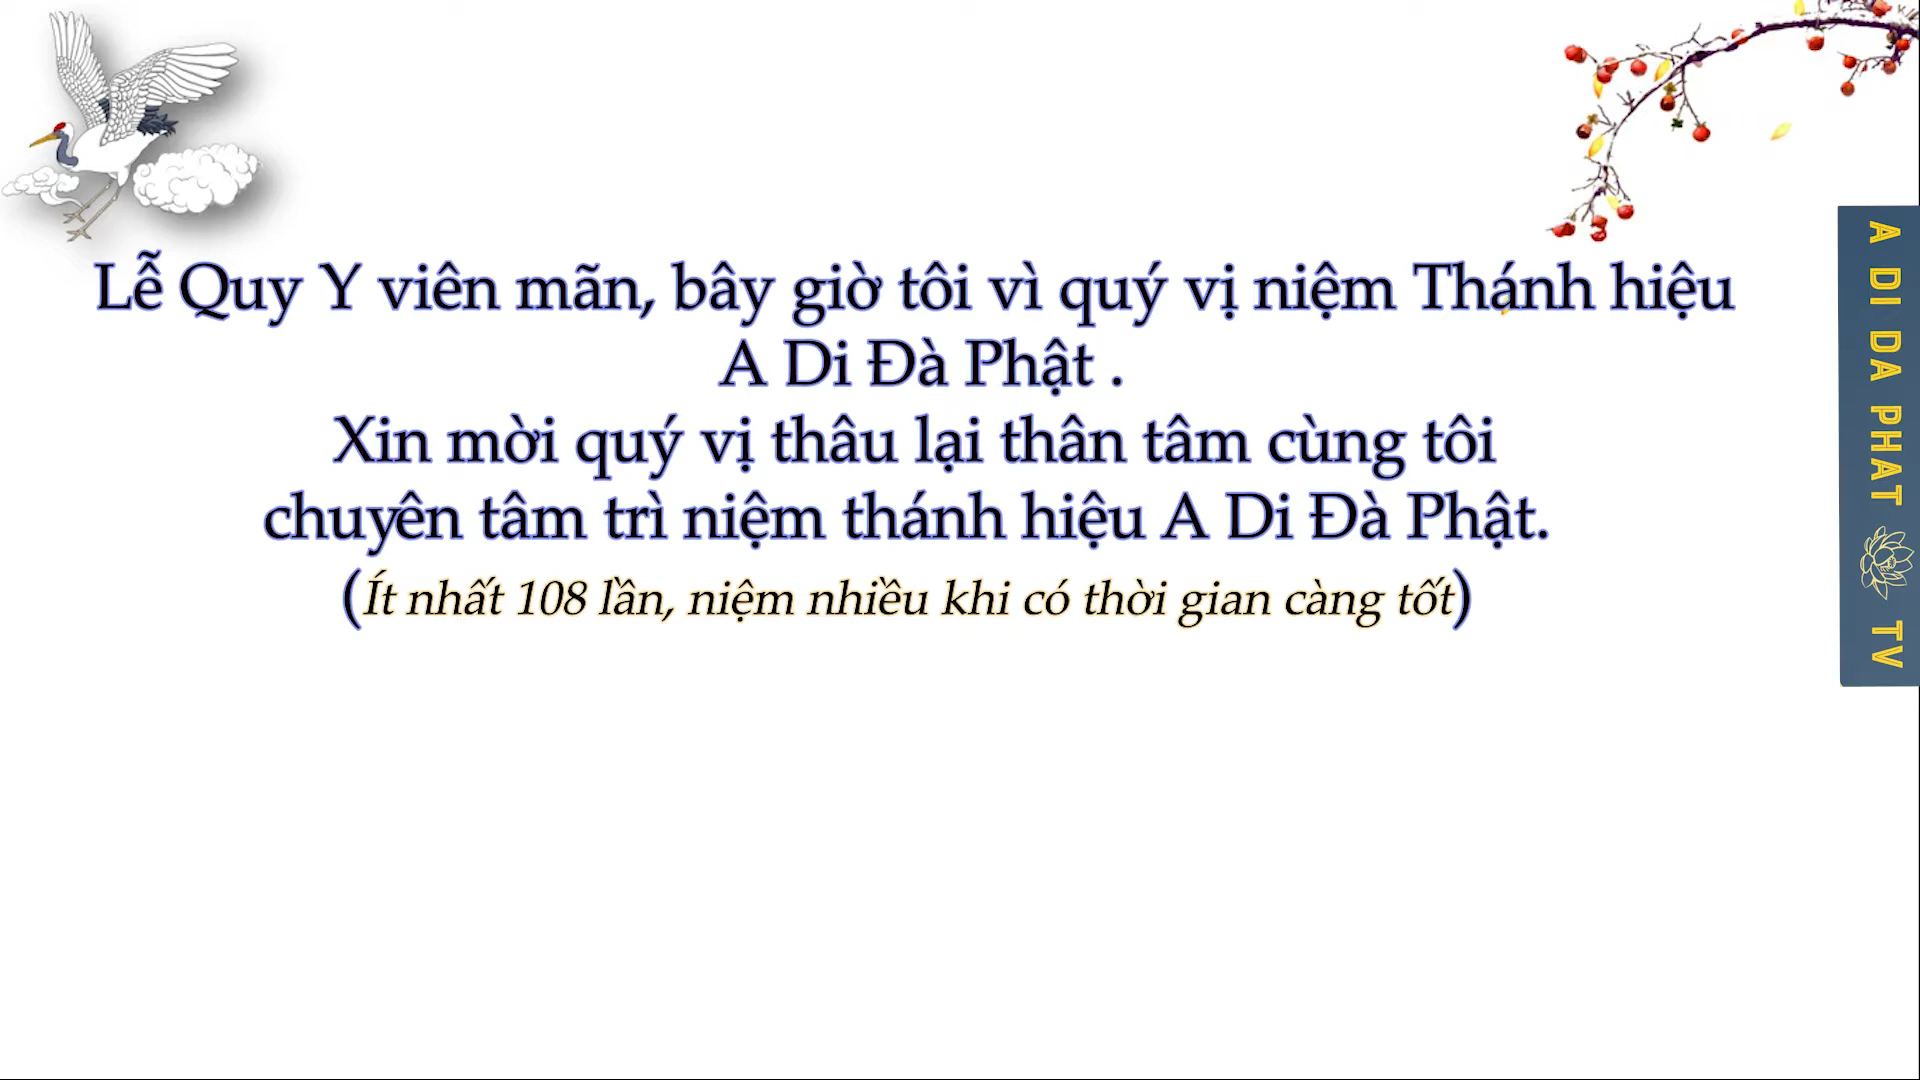 Lễ Quy Y viên mãn, bây giờ tôi vì quý vị niệm Thánh hiệu
A Di Đà Phật .
Xin mời quý vị thâu lại thân tâm cùng tôi
chuyên tâm trì niệm thánh hiệu A Di Đà Phật.
(Ít nhất 108 lần, niệm nhiều khi có thời gian càng tốt)
A DI DA PHAT TV